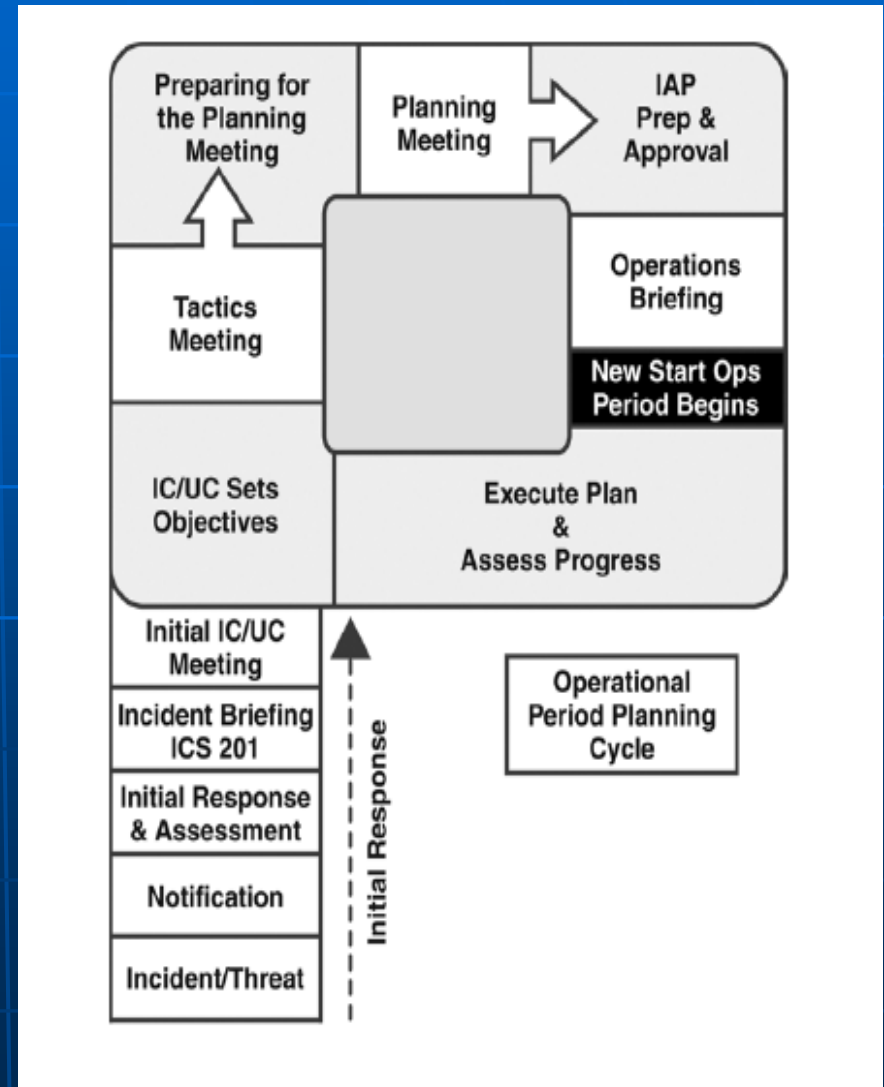 Preparing for
the Planning
Meeting
Planning
Meeting
IAP
Prep &
Approval
Tactics
Meeting
Operations
Briefing
New Start Ops
Period Begins
IC/UC Sets
Objectives
Execute Plan
&
Assess Progress
Initial IC/UC
Meeting
Incident Briefing
ICS 201
Initial Response
& Assessment
Notification
Incident/Threat
Initial Response
Operational
Period Planning
Cycle